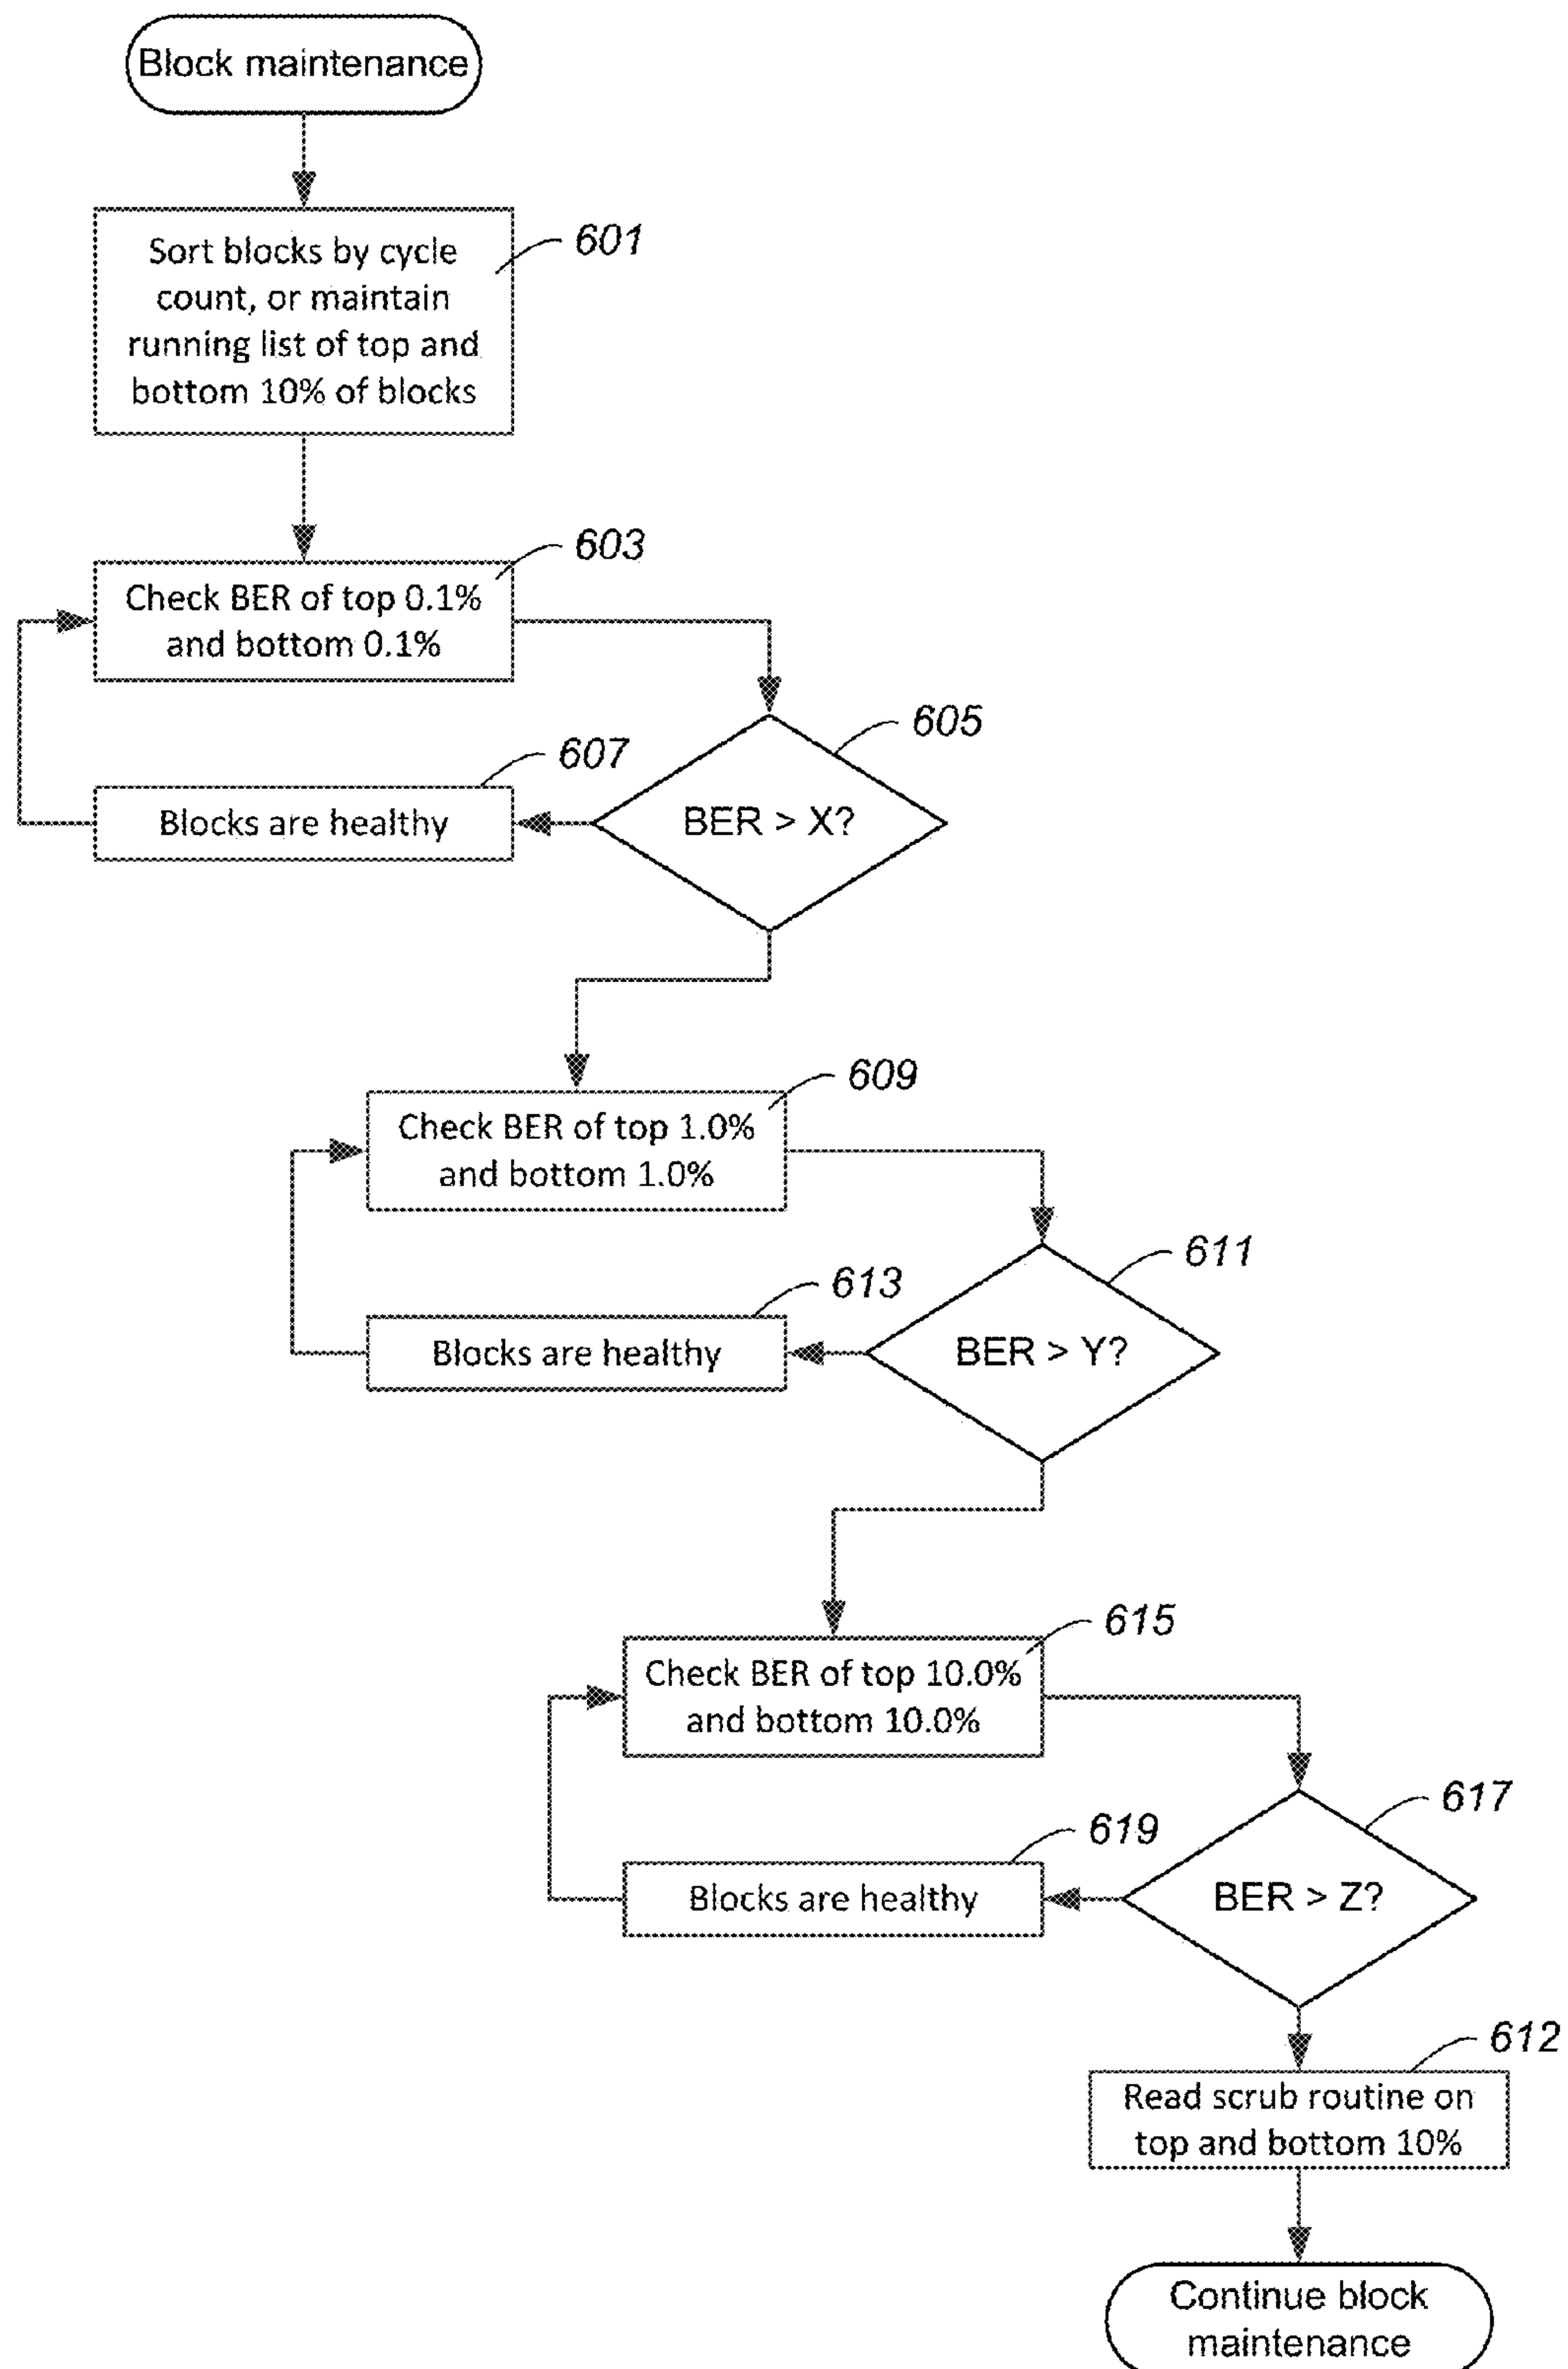 Block maintenance
601
Sort blocks by cycle
count, or maintain
running list of top and
bottom 10% of blocks
603
Check BER of top 0.1%
and bottom 0.1%
605
BER > X?
607
Blocks are healthy
609
Check BER of top 1.0%
and bottom 1.0%
611
BER > Y?
613
Blocks are healthy
615
Check BER of top 10.0%
and bottom 10.0%
617
BER > Z?
619
Blocks are healthy
612
Read scrub routine on
top and bottom 10%
Continue block
maintenance